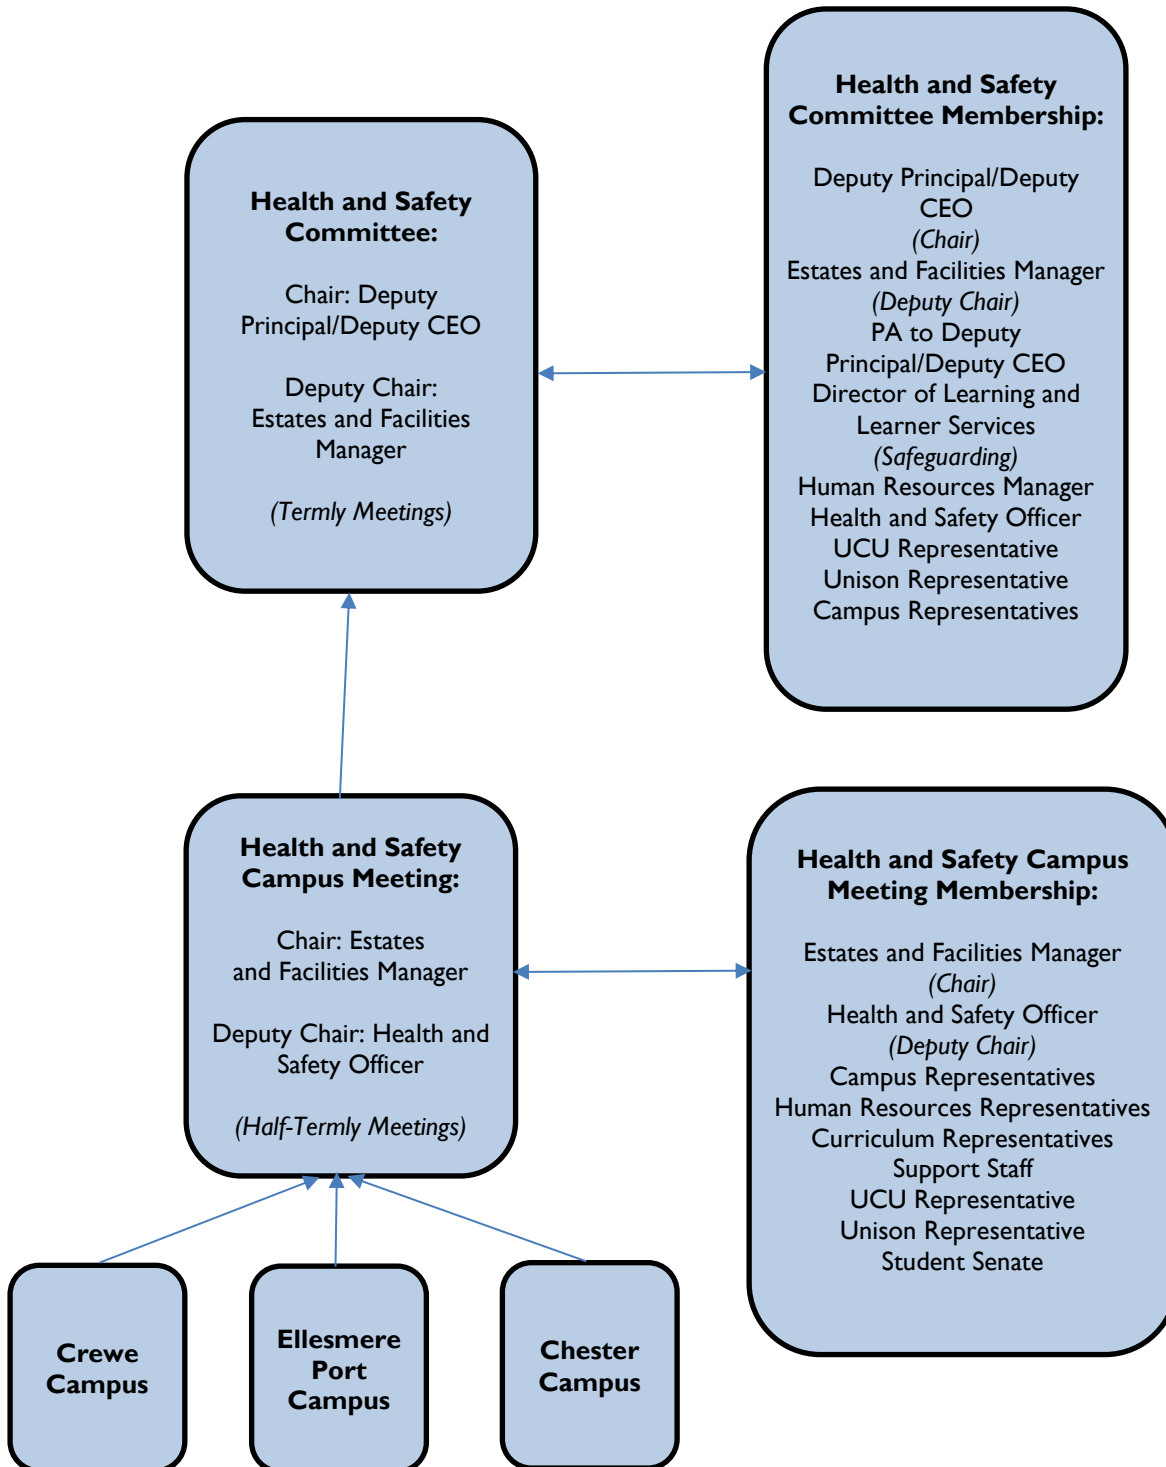 Health and Safety
Committee Membership:
Deputy Principal/Deputy
CEO
(Chair)
Estates and Facilities Manager
(Deputy Chair)
PA to Deputy
Principal/Deputy CEO
Director of Learning and
Learner Services
(Safeguarding)
Human Resources Manager
Health and Safety Officer
UCU Representative
Unison Representative
Campus Representatives
Health and Safety
Committee:
Chair: Deputy
Principal/Deputy CEO
Deputy Chair:
Estates and Facilities
Manager
(Termly Meetings)
Health and Safety
Campus Meeting:
Chair: Estates
and Facilities Manager
Deputy Chair: Health and
Safety Officer
(Half-Termly Meetings)
Health and Safety Campus
Meeting Membership:
Estates and Facilities Manager
(Chair)
Health and Safety Officer
(Deputy Chair)
Campus Representatives
Human Resources Representatives
Curriculum Representatives
Support Staff
UCU Representative
Unison Representative
Student Senate
Crewe
Campus
Ellesmere
Port
Campus
Chester
Campus